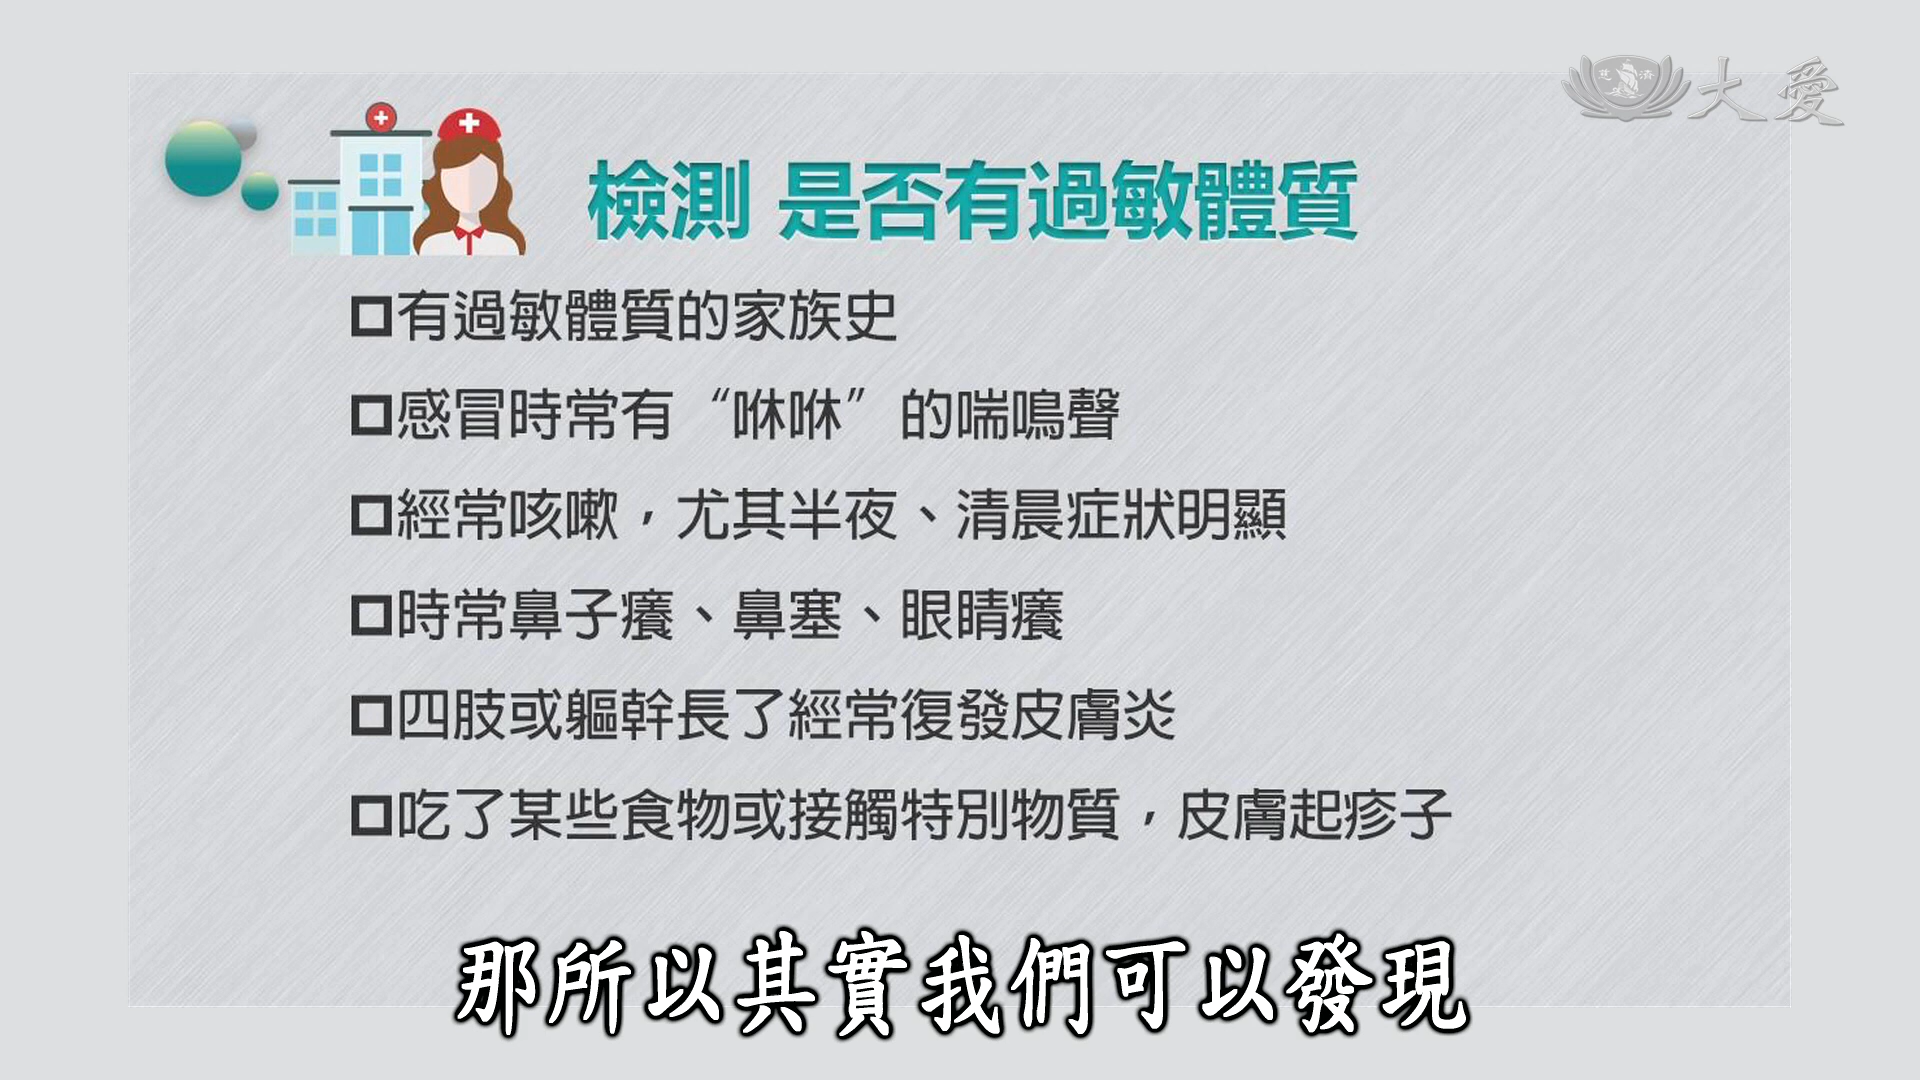 大愛
慈濟
檢測 是否有過敏體質
□有過敏體質的家族史
□感冒時常有“咻咻”的喘鳴聲
□經常咳嗽，尤其半夜、清晨症狀明顯
□時常鼻子癢、鼻塞、眼睛癢
□四肢或軀幹長了經常復發皮膚炎
□吃了某些食物或接觸特別物質，皮膚起疹子
那所以其實我們可以發現